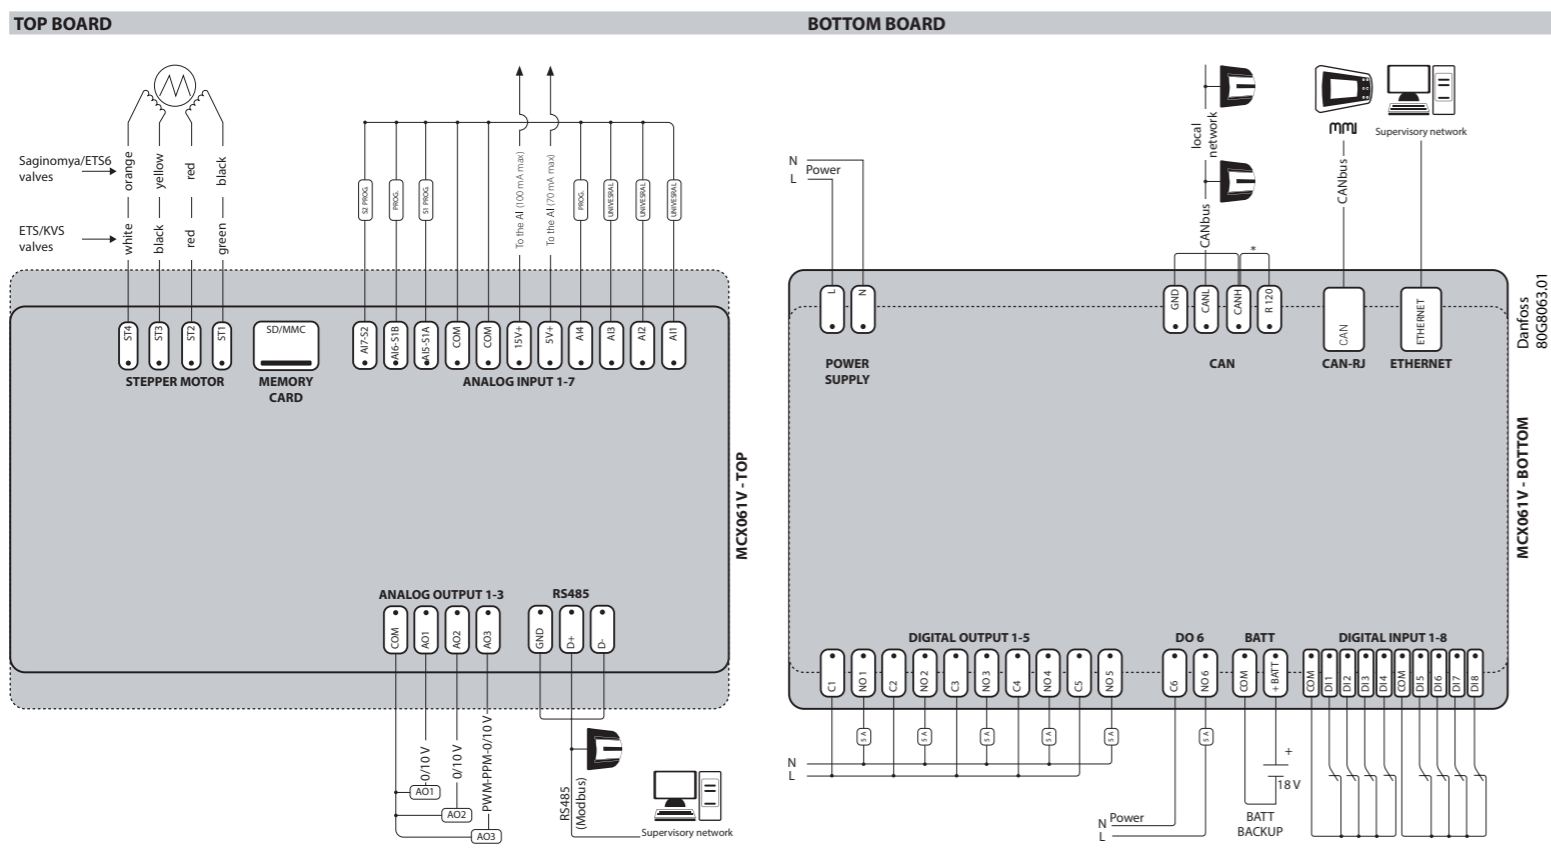 TOP BOARD
BOTTOM BOARD
Saginomya/ETS6
valves
orange
yellow
red
black
ETS/KVS
valves
white
black
red
green
S2 PROG.
PROG.
S1 PROG.
To the AI (100 mA max)
To the AI (70 mA max)
PROG.
UNIVESRAL
UNIVESRAL
UNIVESRAL
ST4
ST3
ST2
ST1
SD/MMC
AI7-S2
AI6-S1B
AI5-S1A
COM
COM
15V+
5V+
AI4
AI3
AI2
AI1
STEPPER MOTOR
MEMORY
CARD
ANALOG INPUT 1-7
MCX061V - TOP
ANALOG OUTPUT 1-3
RS485
COM
AO1
AO2
AO3
GND
D+
D-
0/10 V
0/10 V
PWM-PPM-0/10 V
AO1
AO2
AO3
RS485
(Modbus)
Supervisory network
N
L
Power
local
network
CANbus
*
MMI
CANbus
Supervisory network
L
N
GND
CANL
CANH
R 120
CAN
ETHERNET
POWER
SUPPLY
CAN
CAN-RJ
ETHERNET
Danfoss
80G8063.01
MCX061V - BOTTOM
DIGITAL OUTPUT 1-5
DO 6
BATT
DIGITAL INPUT 1-8
C1
NO 1
C2
NO 2
C3
NO 3
C4
NO 4
C5
NO 5
C6
NO 6
COM
+ BATT
COM
DI1
DI2
DI3
DI4
COM
DI5
DI6
DI7
DI8
5 A
5 A
5 A
5 A
5 A
5 A
N
L
N
L
Power
+
18 V
BATT
BACKUP